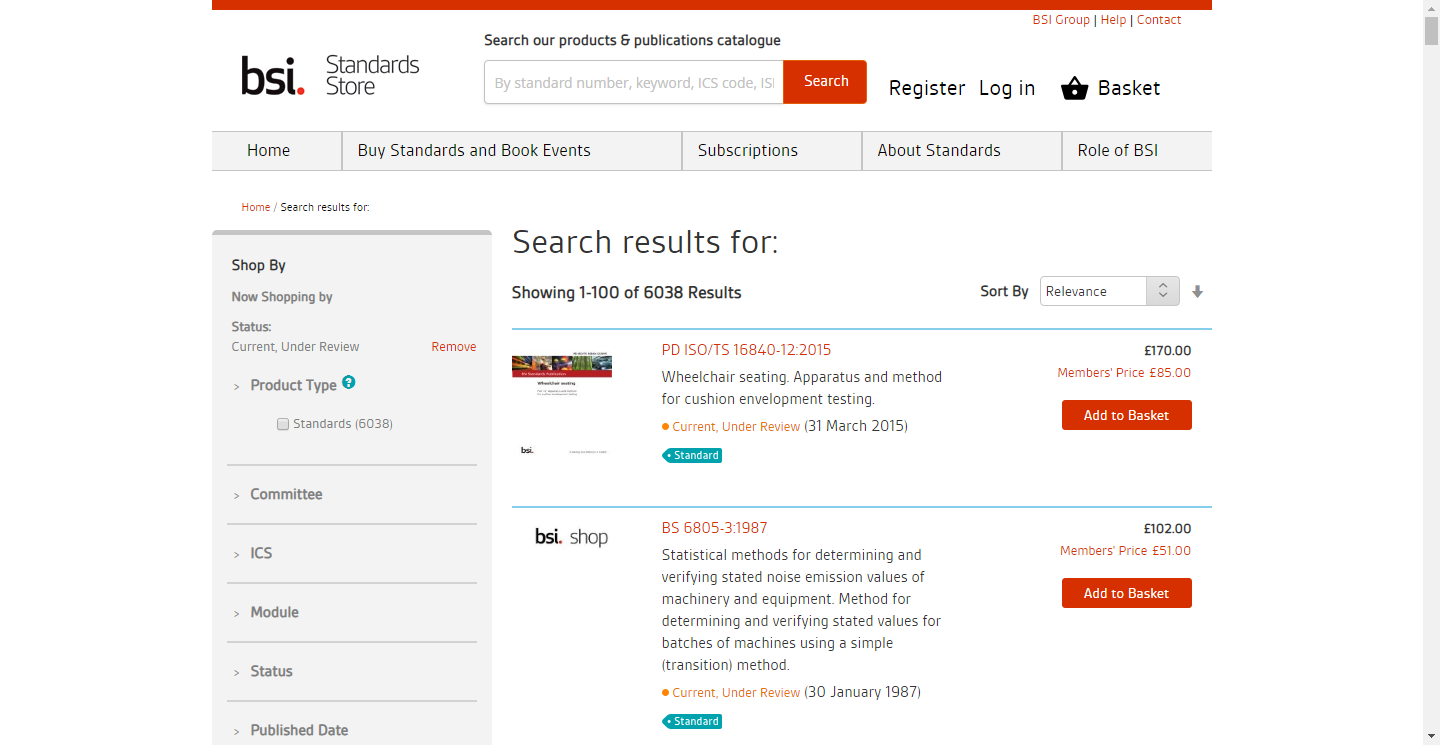 BSI Group | Help | Contact
bsi.
Standards
Store
Search our products & publications catalogue
By standard number, keyword, ICS code, ISI
Search
Register
Log in
Basket
Home
Buy Standards and Book Events
Subscriptions
About Standards
Role of BSI
Home / Search results for:
Shop By
Now Shopping by
Status:
Current, Under Review
Remove
> Product Type ?
Standards (6038)
> Committee
> ICS
> Module
> Status
> Published Date
Search results for:
Showing 1-100 of 6038 Results
Sort By
Relevance
Wheelchair seating
bsi.
PD ISO/TS 16840-12:2015
Wheelchair seating. Apparatus and method
for cushion envelopment testing.
Current, Under Review (31 March 2015)
Standard
£170.00
Members' Price £85.00
Add to Basket
bsi. shop
BS 6805-3:1987
Statistical methods for determining and
verifying stated noise emission values of
machinery and equipment. Method for
determining and verifying stated values for
batches of machines using a simple
(transition) method.
Current, Under Review (30 January 1987)
Standard
£102.00
Members' Price £51.00
Add to Basket